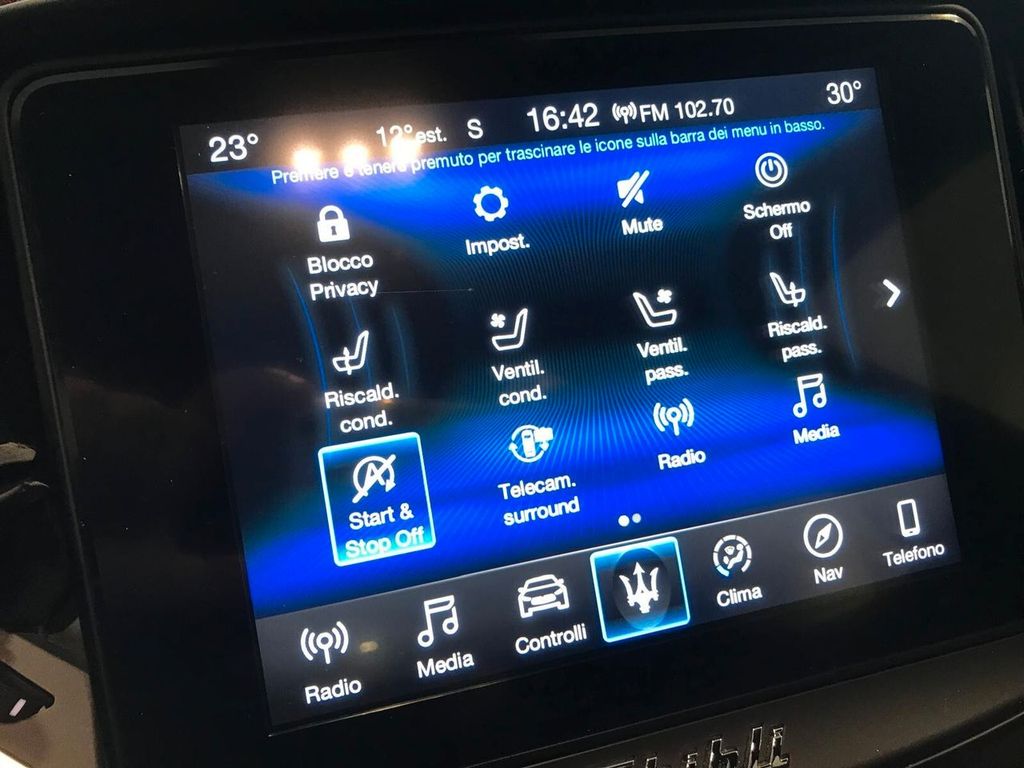 23° 12° est. S 16:42 FM 102.70 30°
Premere e tenere premuto per trascinare le icone sulla barra dei menu in basso.
Blocco
Privacy
Impost.
Mute
Schermo
Off
Riscald.
cond.
Ventil.
cond.
Ventil.
pass.
Riscald.
pass.
Start &
Stop Off
Telecam.
surround
Radio
Media
Radio
Media
Controlli
Clima
Nav
Telefono